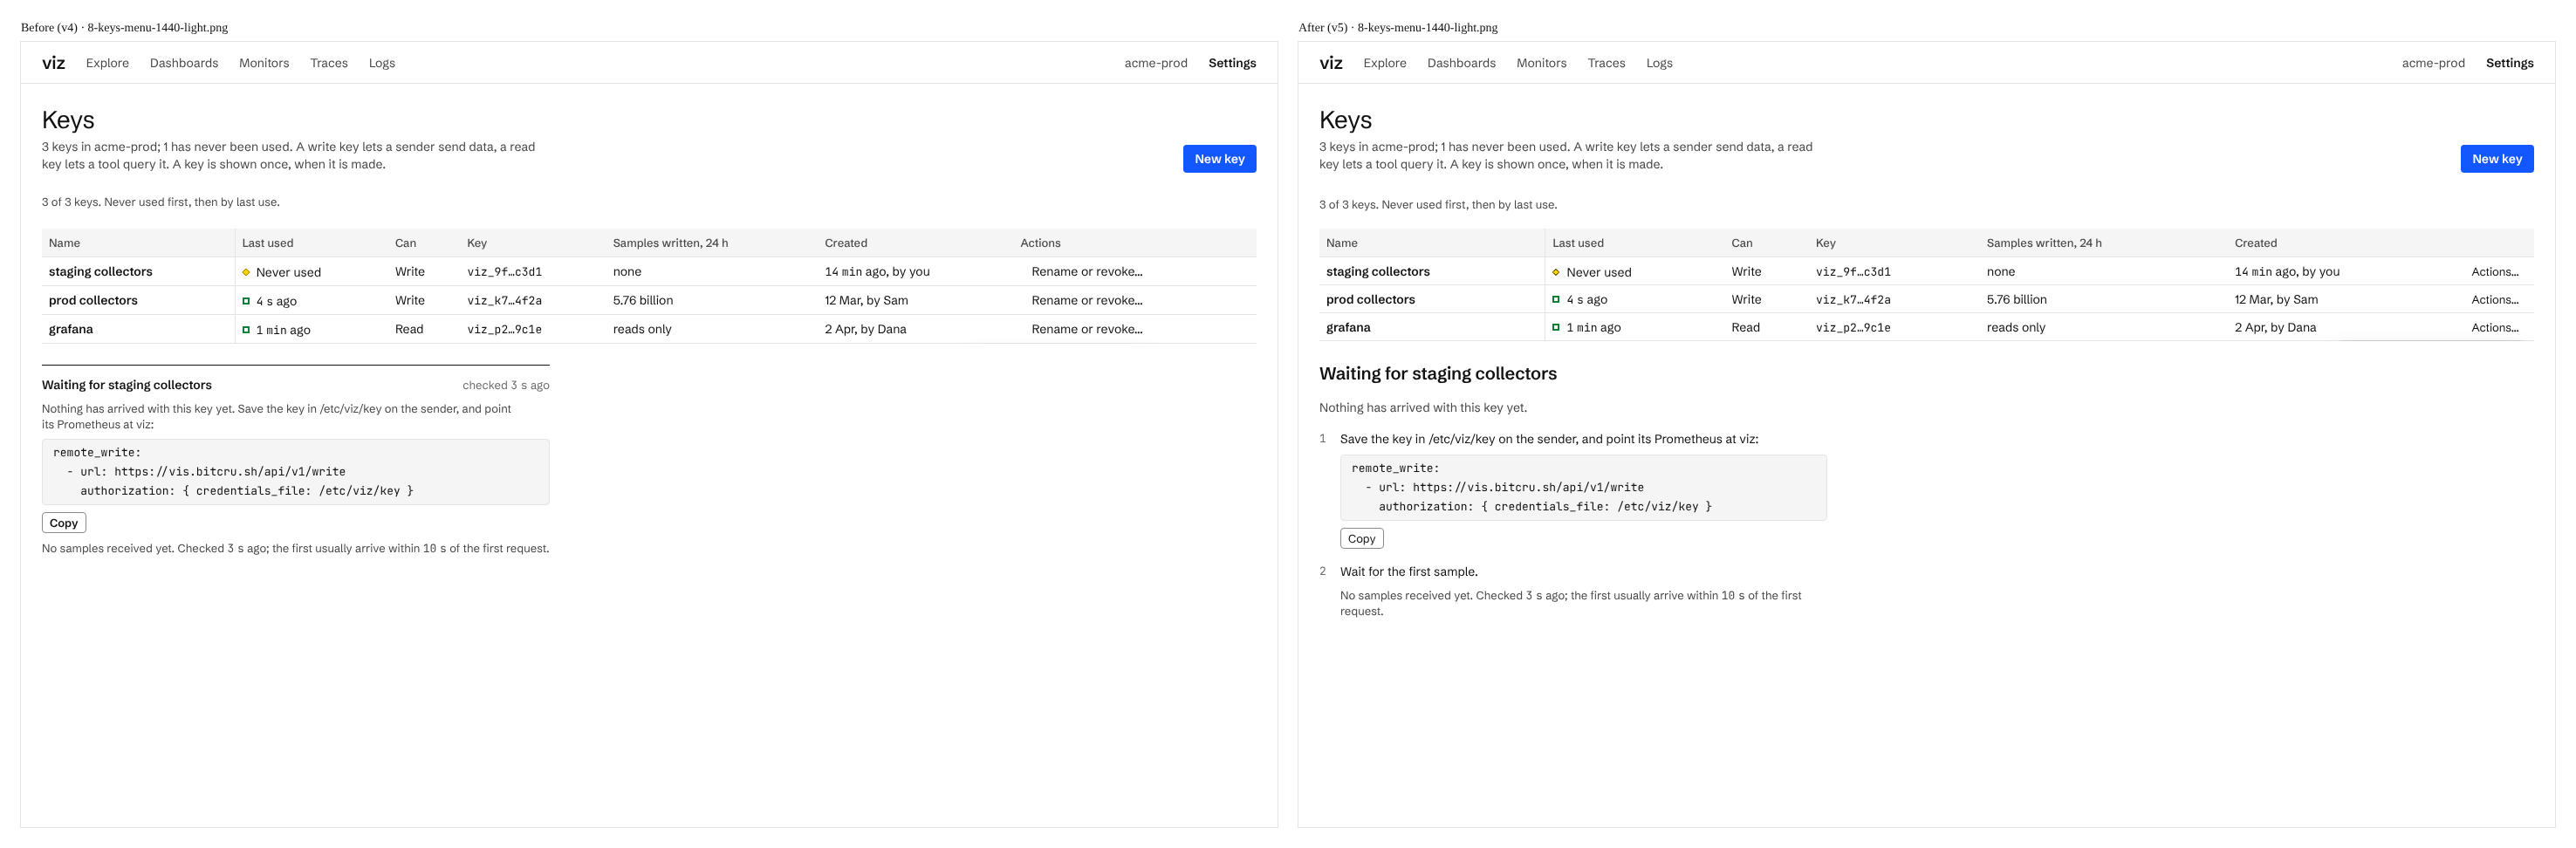 Before (v4) · 8-keys-menu-1440-light.png
viz Explore Dashboards Monitors Traces Logs acme-prod Settings
Keys
3 keys in acme-prod; 1 has never been used. A write key lets a sender send data, a read
key lets a tool query it. A key is shown once, when it is made.
New key
3 of 3 keys. Never used first, then by last use.
Name Last used Can Key Samples written, 24 h Created Actions
staging collectors Never used Write viz_9f…c3d1 none 14 min ago, by you Rename or revoke…
prod collectors 4 s ago Write viz_k7…4f2a 5.76 billion 12 Mar, by Sam Rename or revoke…
grafana 1 min ago Read viz_p2…9c1e reads only 2 Apr, by Dana Rename or revoke…
Waiting for staging collectors checked 3 s ago
Nothing has arrived with this key yet. Save the key in /etc/viz/key on the sender, and point
its Prometheus at viz:
remote_write:
- url: https://vis.bitcru.sh/api/v1/write
authorization: { credentials_file: /etc/viz/key }
Copy
No samples received yet. Checked 3 s ago; the first usually arrive within 10 s of the first request.
After (v5) · 8-keys-menu-1440-light.png
viz Explore Dashboards Monitors Traces Logs acme-prod Settings
Keys
3 keys in acme-prod; 1 has never been used. A write key lets a sender send data, a read
key lets a tool query it. A key is shown once, when it is made.
New key
3 of 3 keys. Never used first, then by last use.
Name Last used Can Key Samples written, 24 h Created
staging collectors Never used Write viz_9f…c3d1 none 14 min ago, by you Actions…
prod collectors 4 s ago Write viz_k7…4f2a 5.76 billion 12 Mar, by Sam Actions…
grafana 1 min ago Read viz_p2…9c1e reads only 2 Apr, by Dana Actions…
Waiting for staging collectors
Nothing has arrived with this key yet.
1 Save the key in /etc/viz/key on the sender, and point its Prometheus at viz:
remote_write:
- url: https://vis.bitcru.sh/api/v1/write
authorization: { credentials_file: /etc/viz/key }
Copy
2 Wait for the first sample.
No samples received yet. Checked 3 s ago; the first usually arrive within 10 s of the first
request.